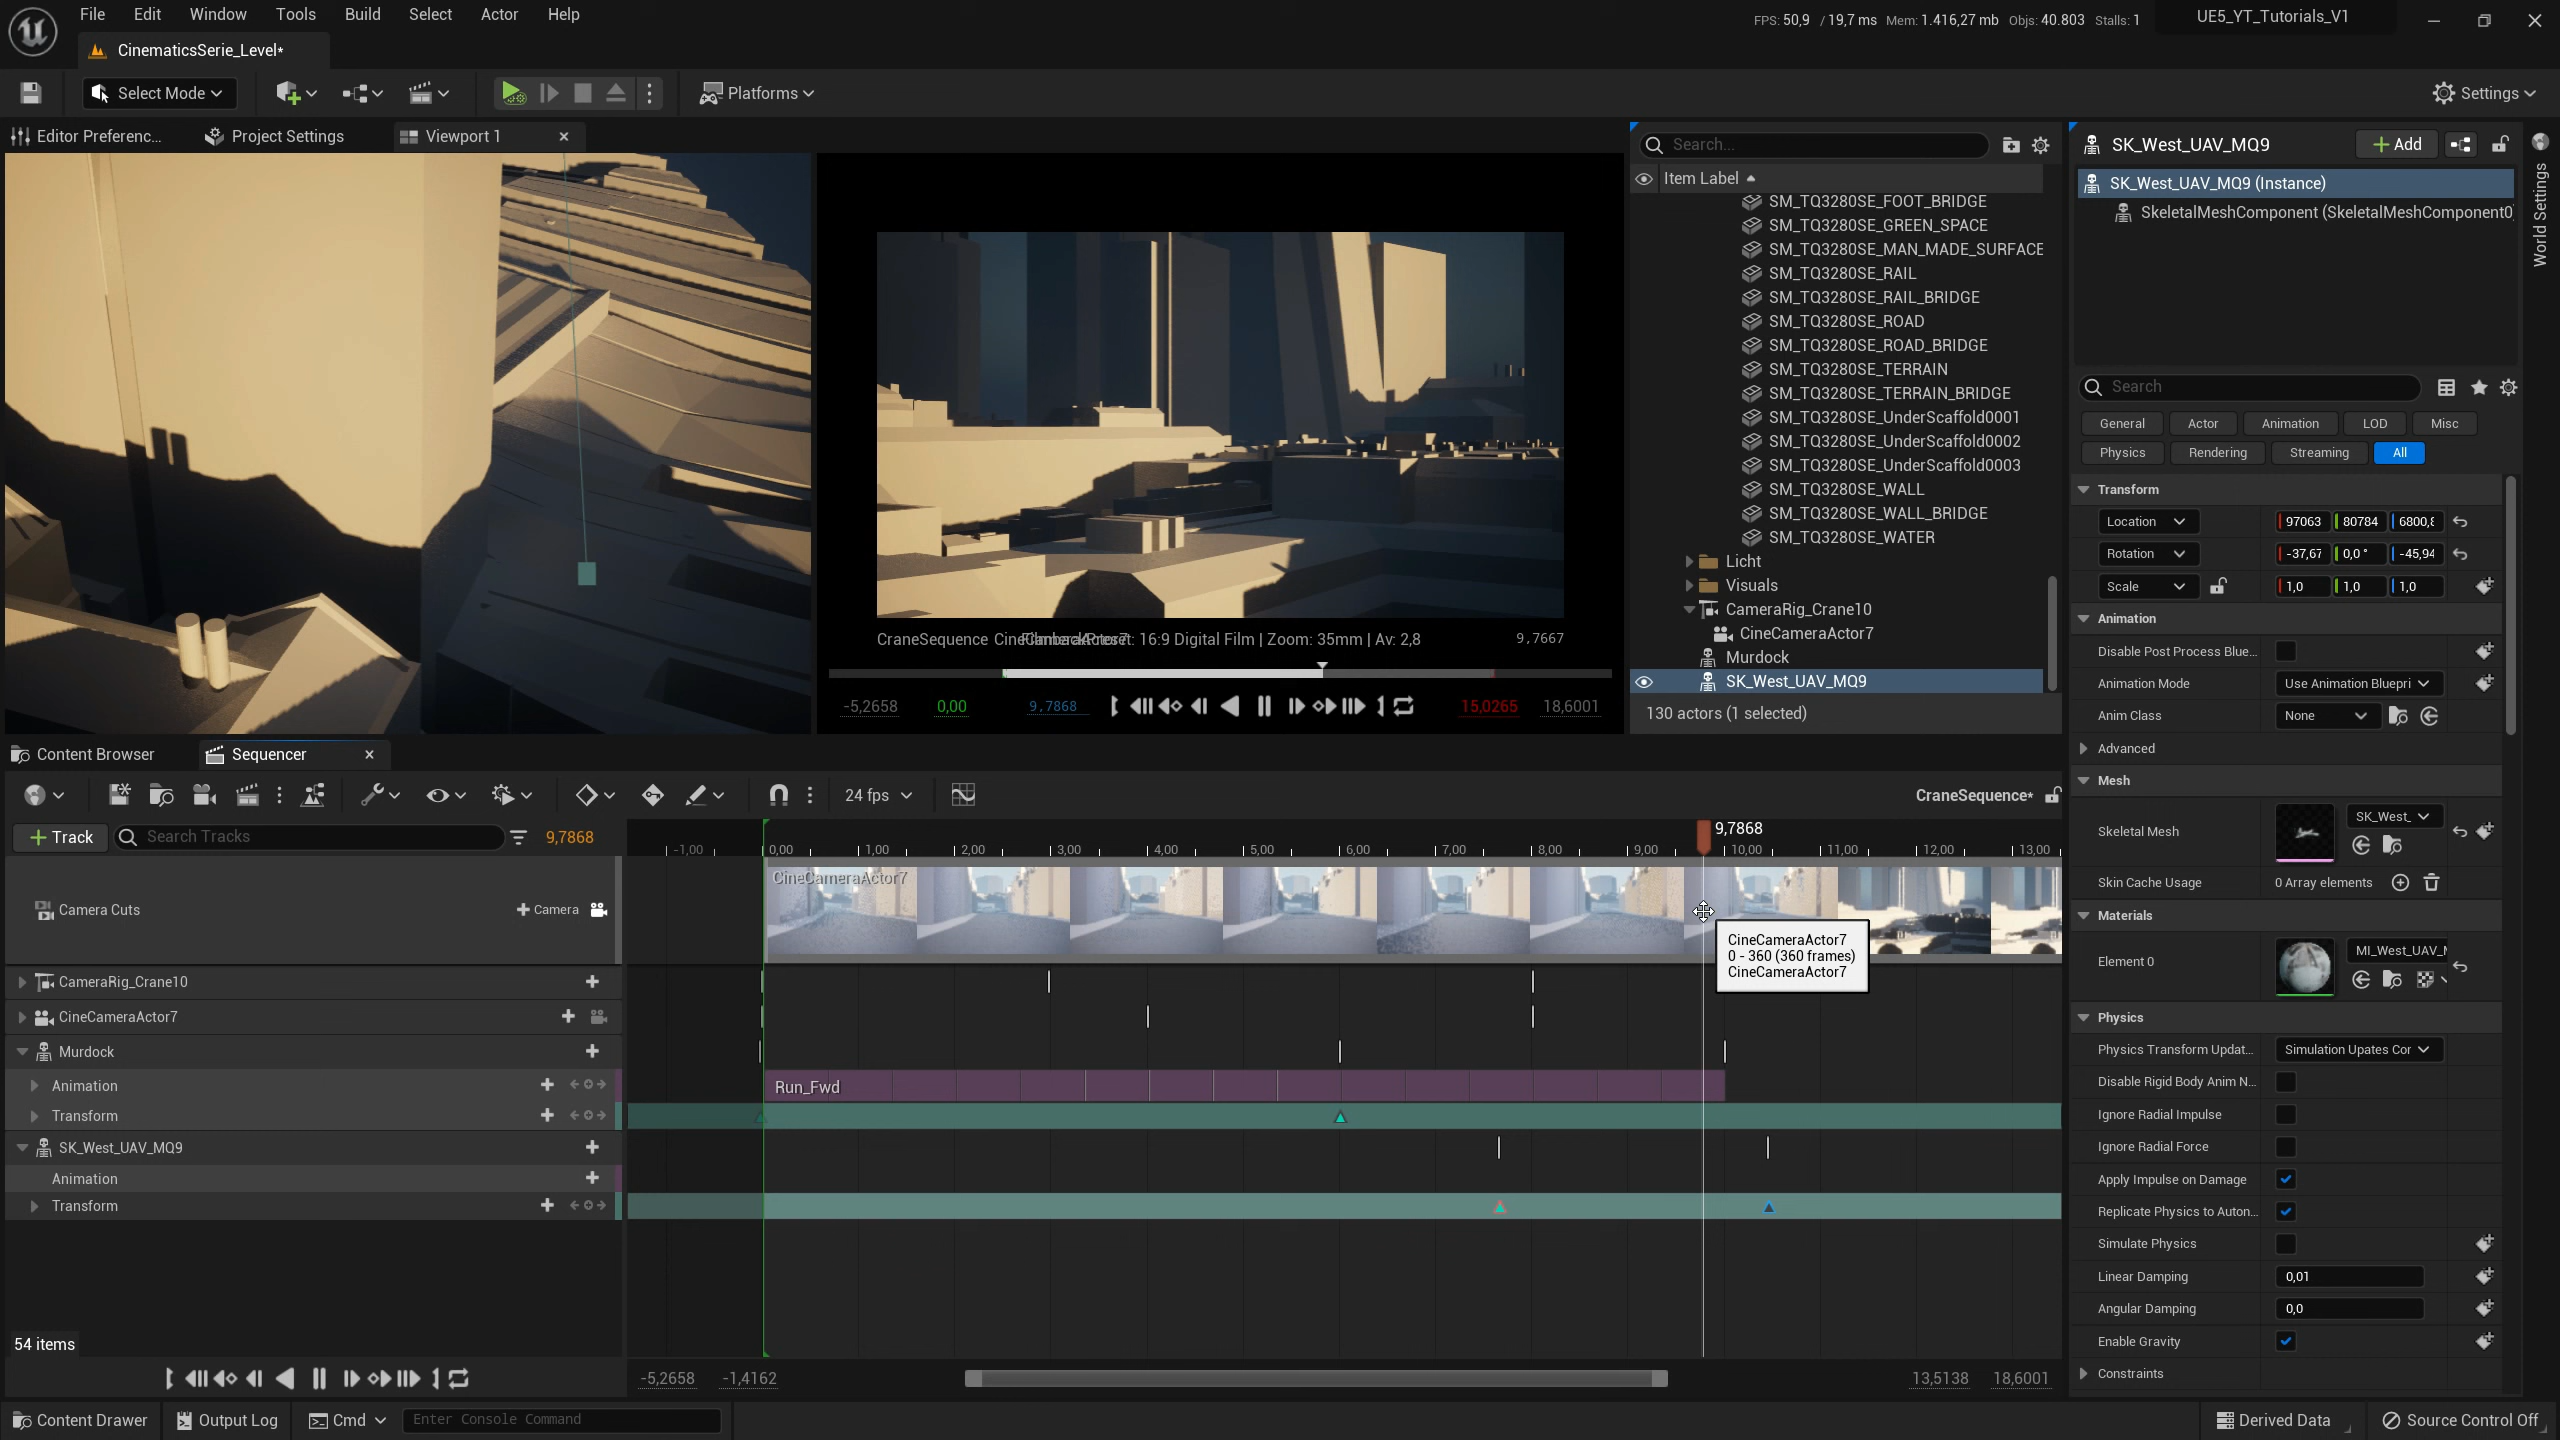 File Edit Window Tools Build Select Actor Help
FPS: 50,9 / 19,7 ms Mem: 1.416,27 mb Objs: 40.803 Stalls: 1
UE5_YT_Tutorials_V1
CinematicsSerie_Level*
Select Mode
Platforms
Settings
Editor Preferenc...
Project Settings
Viewport 1
CraneSequence
Preset: 16:9 Digital Film | Zoom: 35mm | Av: 2,8
9,7667
-5,2658
0,00
9,7868
15,0265
18,6001
Search...
Item Label
SM_TQ3280SE_FOOT_BRIDGE
SM_TQ3280SE_GREEN_SPACE
SM_TQ3280SE_MAN_MADE_SURFACE
SM_TQ3280SE_RAIL
SM_TQ3280SE_RAIL_BRIDGE
SM_TQ3280SE_ROAD
SM_TQ3280SE_ROAD_BRIDGE
SM_TQ3280SE_TERRAIN
SM_TQ3280SE_TERRAIN_BRIDGE
SM_TQ3280SE_UnderScaffold0001
SM_TQ3280SE_UnderScaffold0002
SM_TQ3280SE_UnderScaffold0003
SM_TQ3280SE_WALL
SM_TQ3280SE_WALL_BRIDGE
SM_TQ3280SE_WATER
Licht
Visuals
CameraRig_Crane10
CineCameraActor7
Murdock
SK_West_UAV_MQ9
130 actors (1 selected)
SK_West_UAV_MQ9
Add
SK_West_UAV_MQ9 (Instance)
SkeletalMeshComponent (SkeletalMeshComponent0)
World Settings
Search
General
Actor
Animation
LOD
Misc
Physics
Rendering
Streaming
All
Transform
Location 97063 80784 6800,8
Rotation -37,67 0,0 ° -45,94
Scale 1,0 1,0 1,0
Animation
Disable Post Process Blue...
Animation Mode Use Animation Bluepri
Anim Class None
Advanced
Mesh
Skeletal Mesh SK_West_
Skin Cache Usage 0 Array elements
Materials
Element 0 MI_West_UAV_M
Physics
Physics Transform Updat... Simulation Upates Cor
Disable Rigid Body Anim N...
Ignore Radial Impulse
Ignore Radial Force
Apply Impulse on Damage
Replicate Physics to Auton...
Simulate Physics
Linear Damping 0,01
Angular Damping 0,0
Enable Gravity
Constraints
Content Browser
Sequencer
24 fps
CraneSequence*
+ Track
Search Tracks
9,7868
9,7868
-1,00 0,00 1,00 2,00 3,00 4,00 5,00 6,00 7,00 8,00 9,00 10,00 11,00 12,00 13,00
Camera Cuts
+ Camera
CineCameraActor7
CineCameraActor7
0 - 360 (360 frames)
CineCameraActor7
CameraRig_Crane10
CineCameraActor7
Murdock
Animation
Run_Fwd
Transform
SK_West_UAV_MQ9
Animation
Transform
54 items
-5,2658
-1,4162
13,5138
18,6001
Content Drawer
Output Log
Cmd
Enter Console Command
Derived Data
Source Control Off